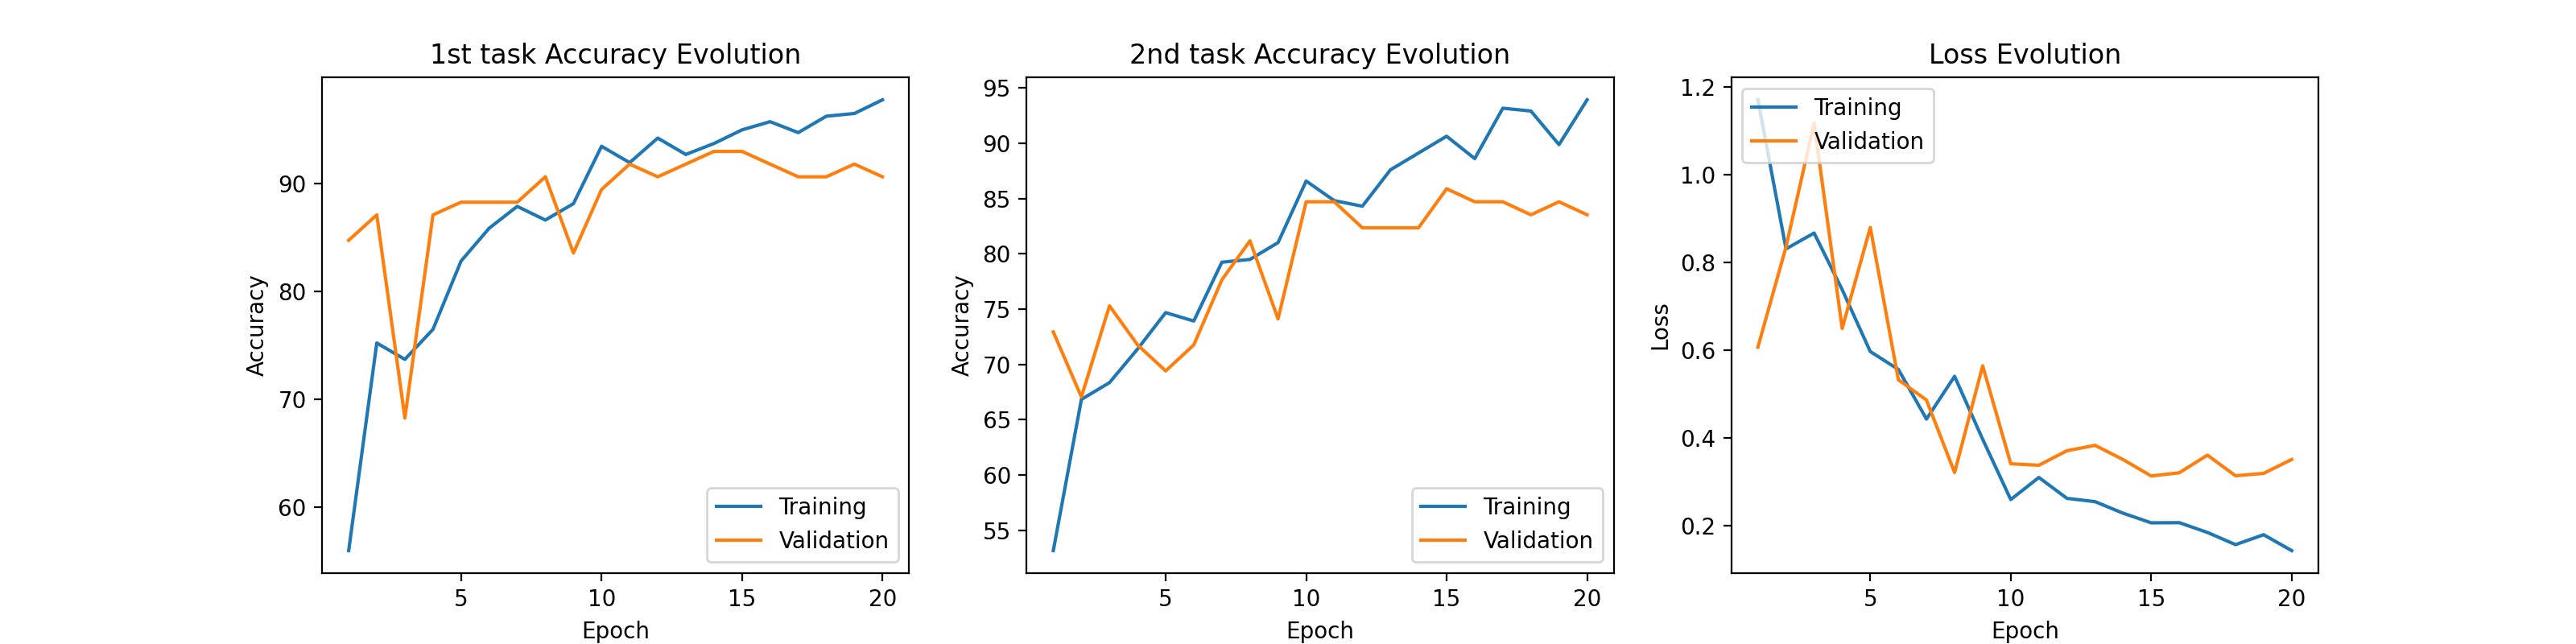 1st task Accuracy Evolution
Accuracy
90
80
70
60
5 10 15 20
Epoch
Training
Validation
2nd task Accuracy Evolution
Accuracy
95
90
85
80
75
70
65
60
55
5 10 15 20
Epoch
Training
Validation
Loss Evolution
Loss
1.2
1.0
0.8
0.6
0.4
0.2
5 10 15 20
Epoch
Training
Validation